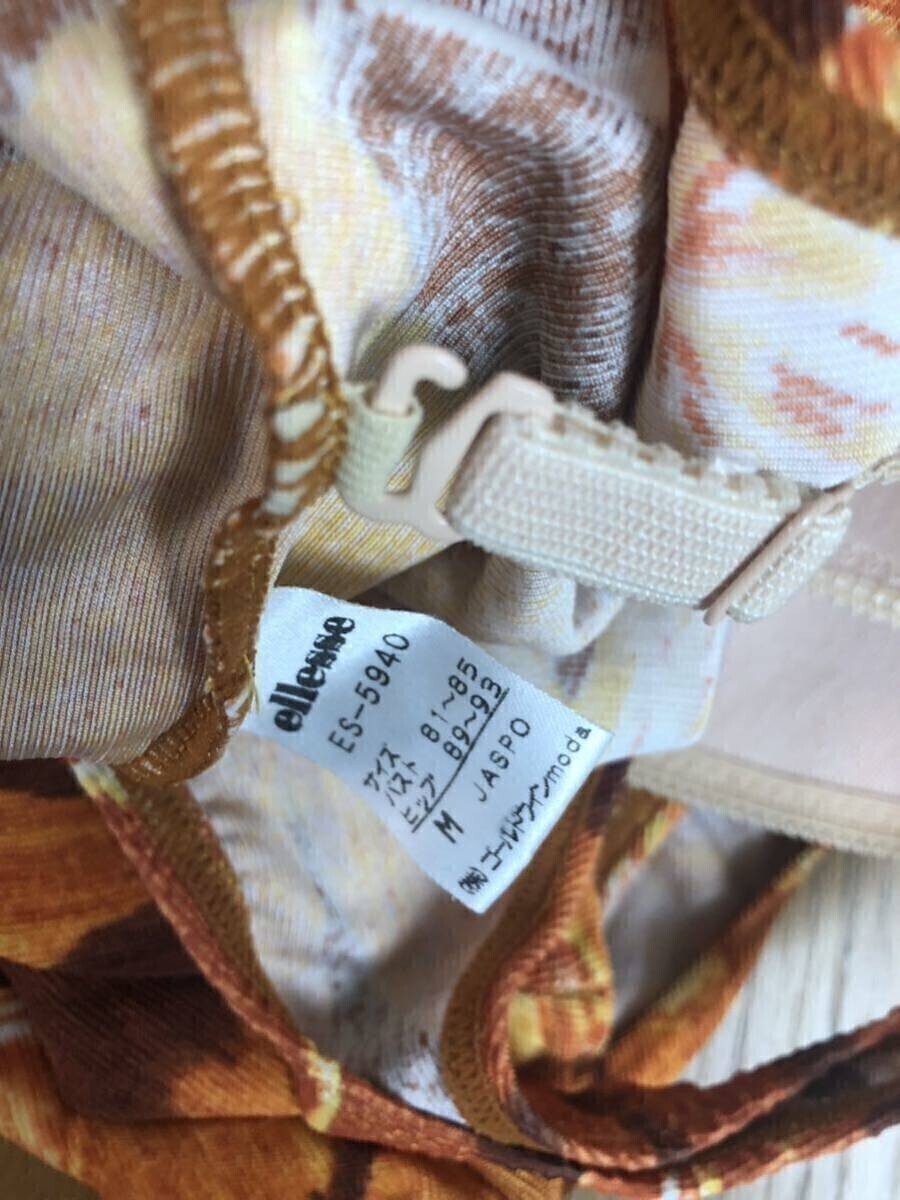 ellesse
ES-5940
サイズ
バスト 81~85
ヒップ 89~93
M JASPO
(株)ゴールドウインmoda